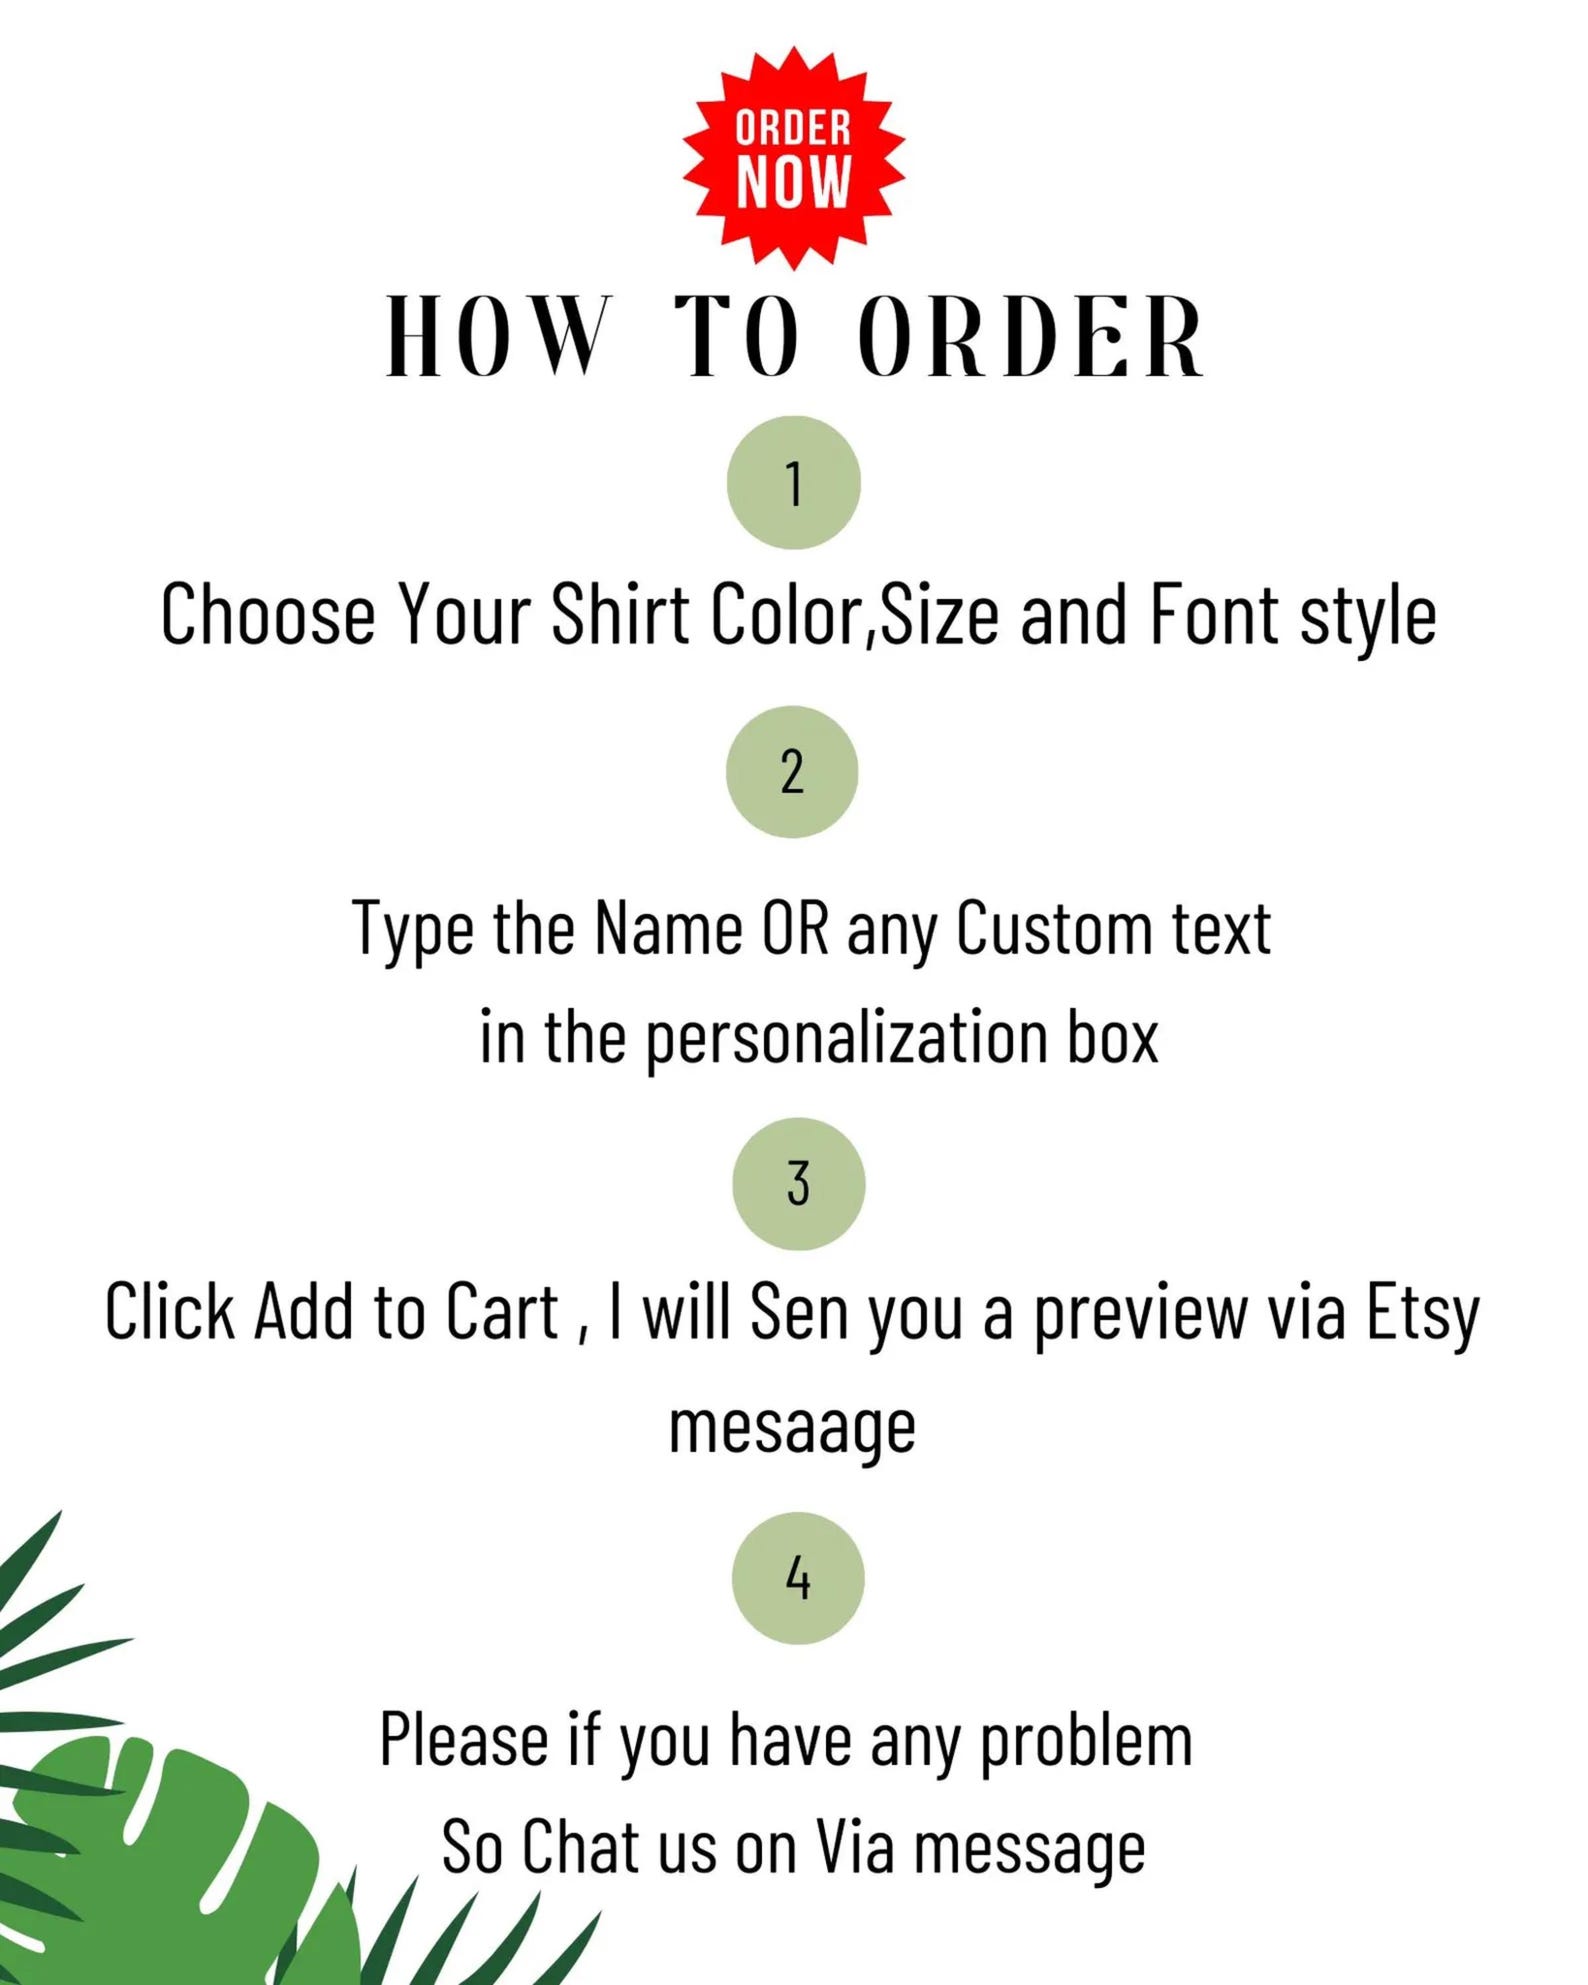 ORDER
NOW
HOW TO ORDER
1
Choose Your Shirt Color,Size and Font style
2
Type the Name OR any Custom text
in the personalization box
3
Click Add to Cart , I will Sen you a preview via Etsy
mesaage
4
Please if you have any problem
So Chat us on Via message